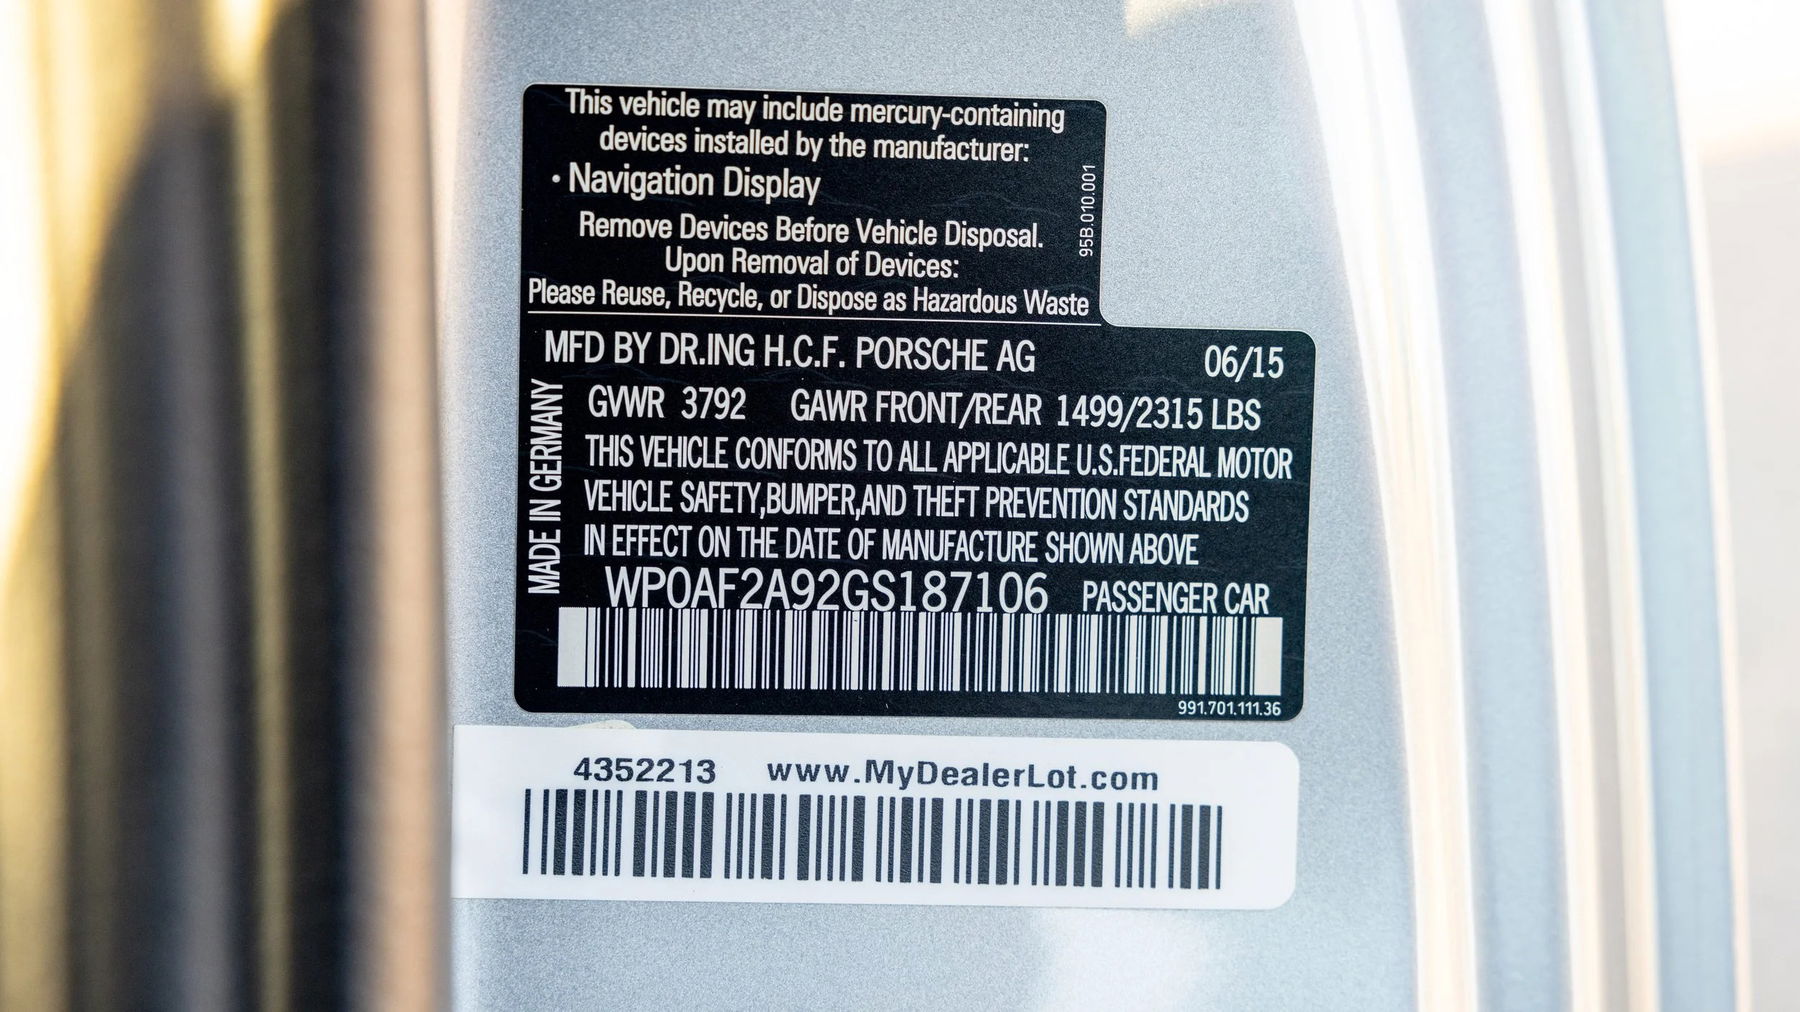 This vehicle may include mercury-containing
devices installed by the manufacturer:
• Navigation Display
Remove Devices Before Vehicle Disposal.
Upon Removal of Devices:
Please Reuse, Recycle, or Dispose as Hazardous Waste
95B.010.001
MFD BY DR.ING H.C.F. PORSCHE AG 06/15
GVWR 3792 GAWR FRONT/REAR 1499/2315 LBS
THIS VEHICLE CONFORMS TO ALL APPLICABLE U.S.FEDERAL MOTOR
VEHICLE SAFETY,BUMPER,AND THEFT PREVENTION STANDARDS
IN EFFECT ON THE DATE OF MANUFACTURE SHOWN ABOVE
MADE IN GERMANY
WP0AF2A92GS187106 PASSENGER CAR
991.701.111.36
4352213 www.MyDealerLot.com